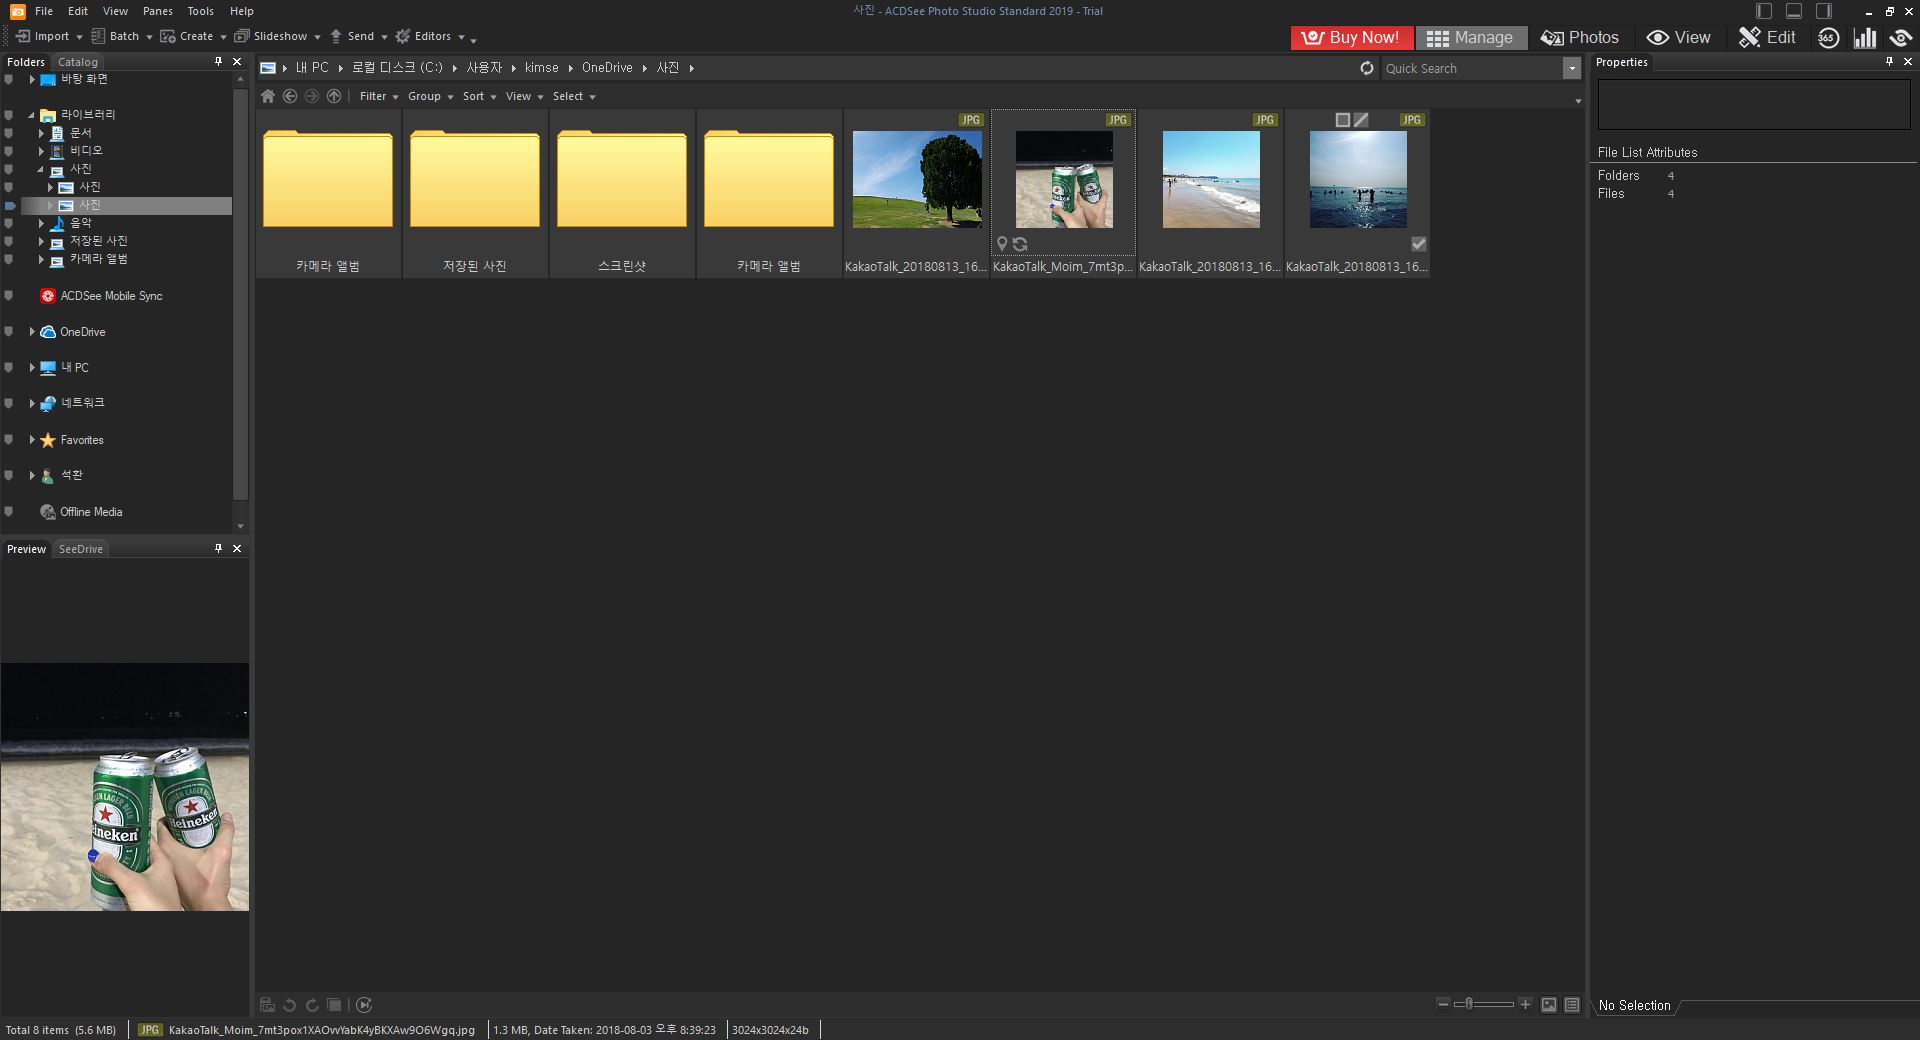 File Edit View Panes Tools Help
사진 - ACDSee Photo Studio Standard 2019 - Trial
Import Batch Create Slideshow Send Editors
Buy Now! Manage Photos View Edit 365
Folders Catalog
바탕 화면
라이브러리
문서
비디오
사진
사진
사진
음악
저장된 사진
카메라 앨범
ACDSee Mobile Sync
OneDrive
내 PC
네트워크
Favorites
석환
Offline Media
내 PC 로컬 디스크 (C:) 사용자 kimse OneDrive 사진
Quick Search
Filter Group Sort View Select
JPG JPG JPG JPG
카메라 앨범 저장된 사진 스크린샷 카메라 앨범 KakaoTalk_20180813_16... KakaoTalk_Moim_7mt3p... KakaoTalk_20180813_16... KakaoTalk_20180813_16...
Properties
File List Attributes
Folders 4
Files 4
Preview SeeDrive
LAGER BEER
Heineken
No Selection
Total 8 items (5.6 MB) JPG KakaoTalk_Moim_7mt3pox1XAOvvYabK4yBKXAw9O6Wgq.jpg 1.3 MB, Date Taken: 2018-08-03 오후 8:39:23 3024x3024x24b